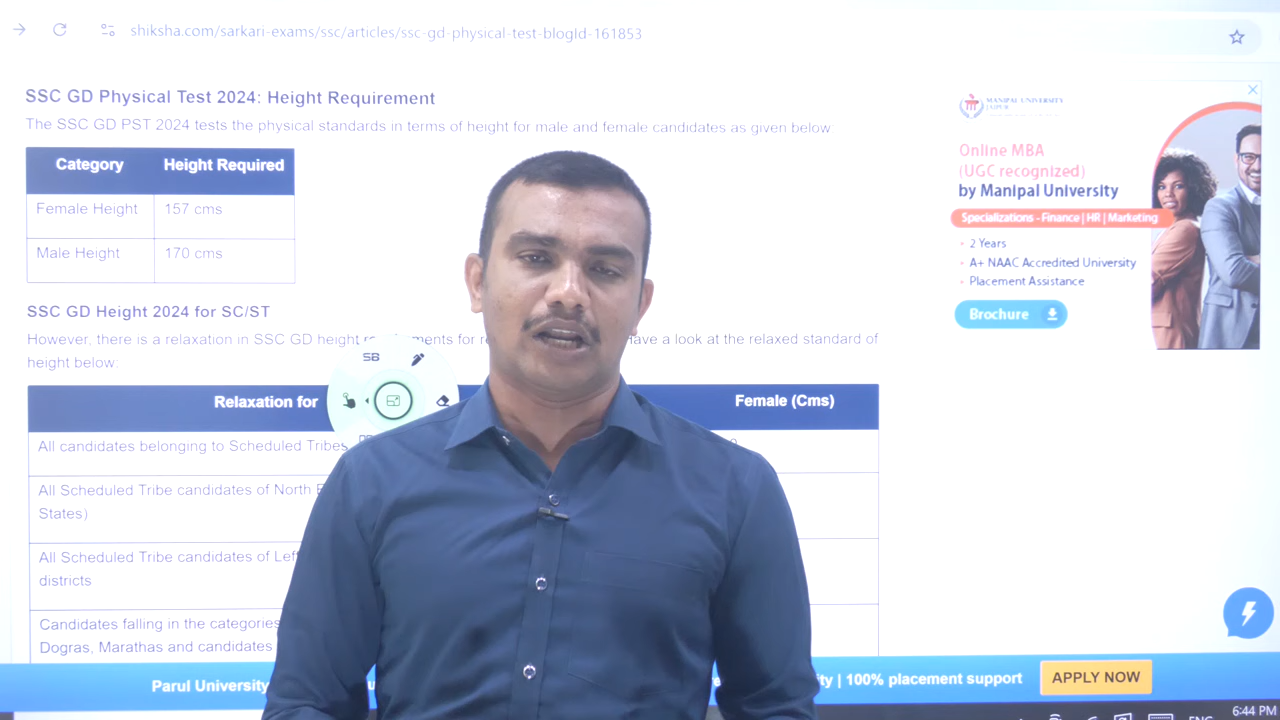 shiksha.com/sarkari-exams/ssc/articles/ssc-gd-physical-test-blogId-161853
SSC GD Physical Test 2024: Height Requirement
The SSC GD PST 2024 tests the physical standards in terms of height for male and female candidates as given below:
Category Height Required
Female Height 157 cms
Male Height 170 cms
SSC GD Height 2024 for SC/ST
However, there is a relaxation in SSC GD height for have a look at the relaxed standard of
height below:
Relaxation for Female (Cms)
All candidates belonging to Scheduled Tribes
All Scheduled Tribe candidates of North
States)
All Scheduled Tribe candidates of Left
districts
Candidates falling in the categories
Dogras, Marathas and candidates
SB
MANIPAL UNIVERSITY
JAIPUR
Online MBA
(UGC recognized)
by Manipal University
Specializations - Finance | HR | Marketing
• 2 Years
• A+ NAAC Accredited University
• Placement Assistance
Brochure
Parul University | 100% placement support APPLY NOW
ENG 6:44 PM